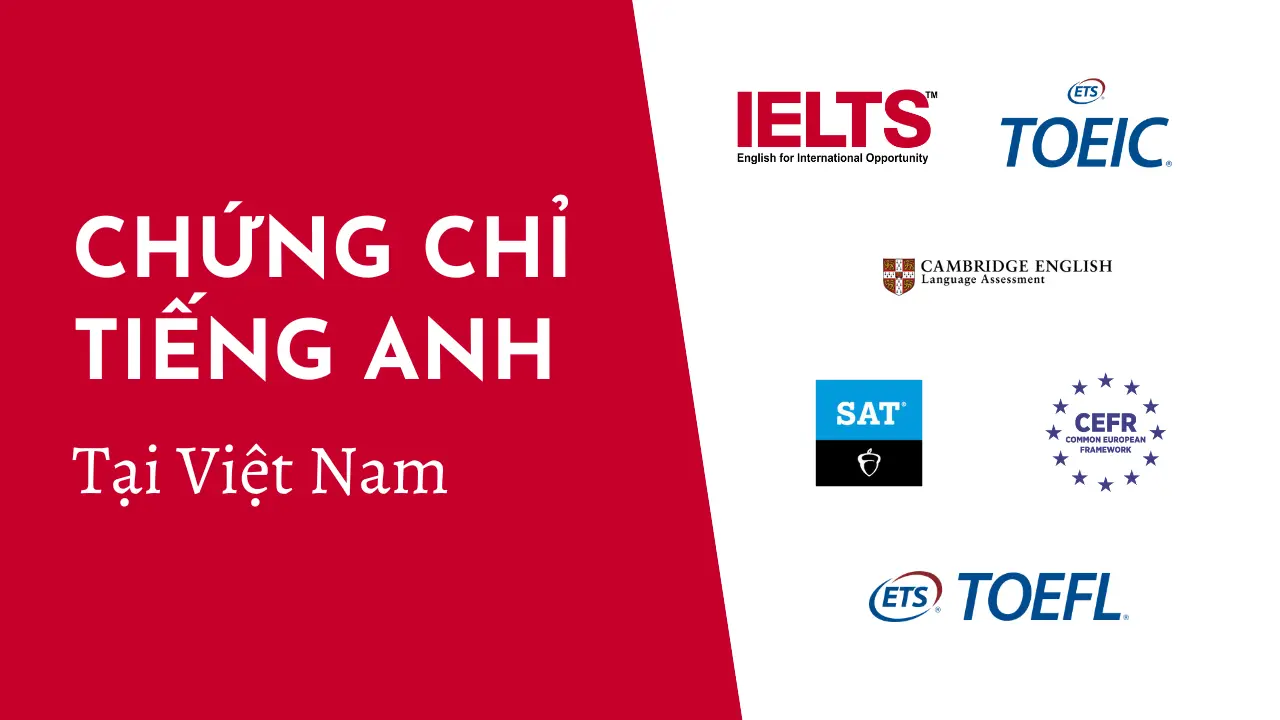 CHỨNG CHỈ
TIẾNG ANH
Tại Việt Nam
IELTS™
English for International Opportunity
ETS®
TOEIC®
CAMBRIDGE ENGLISH
Language Assessment
SAT®
CEFR
COMMON EUROPEAN
FRAMEWORK
ETS® TOEFL®